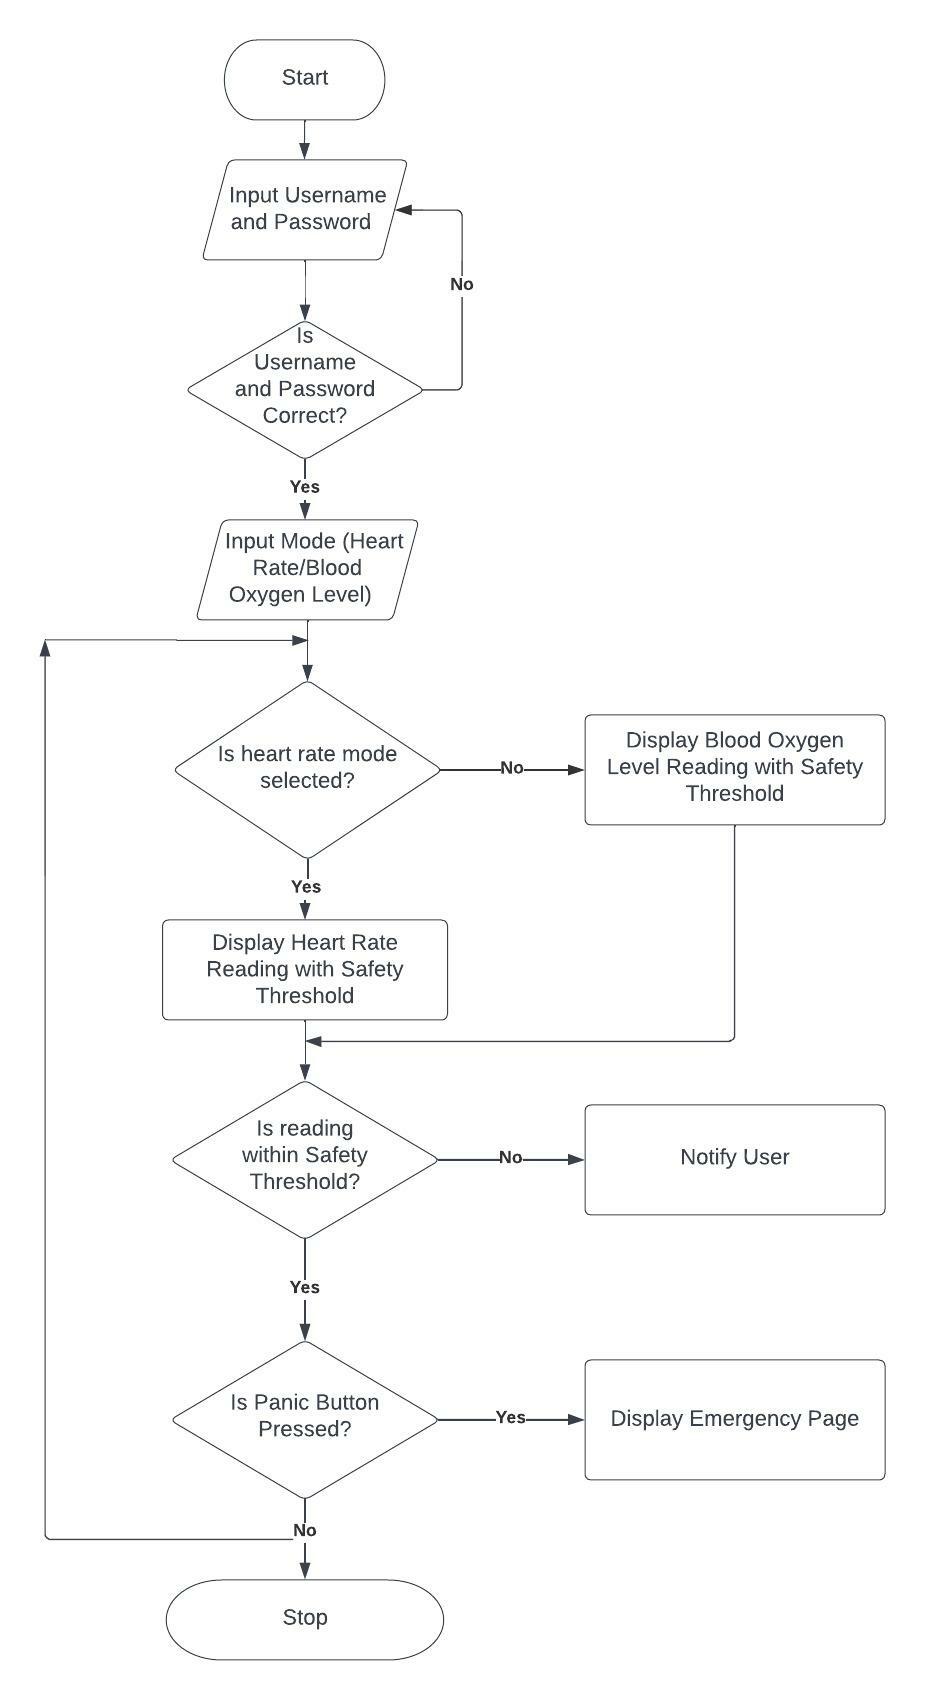 Start
Input Username
and Password
No
Is
Username
and Password
Correct?
Yes
Input Mode (Heart
Rate/Blood
Oxygen Level)
Is heart rate mode
selected?
No
Display Blood Oxygen
Level Reading with Safety
Threshold
Yes
Display Heart Rate
Reading with Safety
Threshold
Is reading
within Safety
Threshold?
No
Notify User
Yes
Is Panic Button
Pressed?
Yes
Display Emergency Page
No
Stop